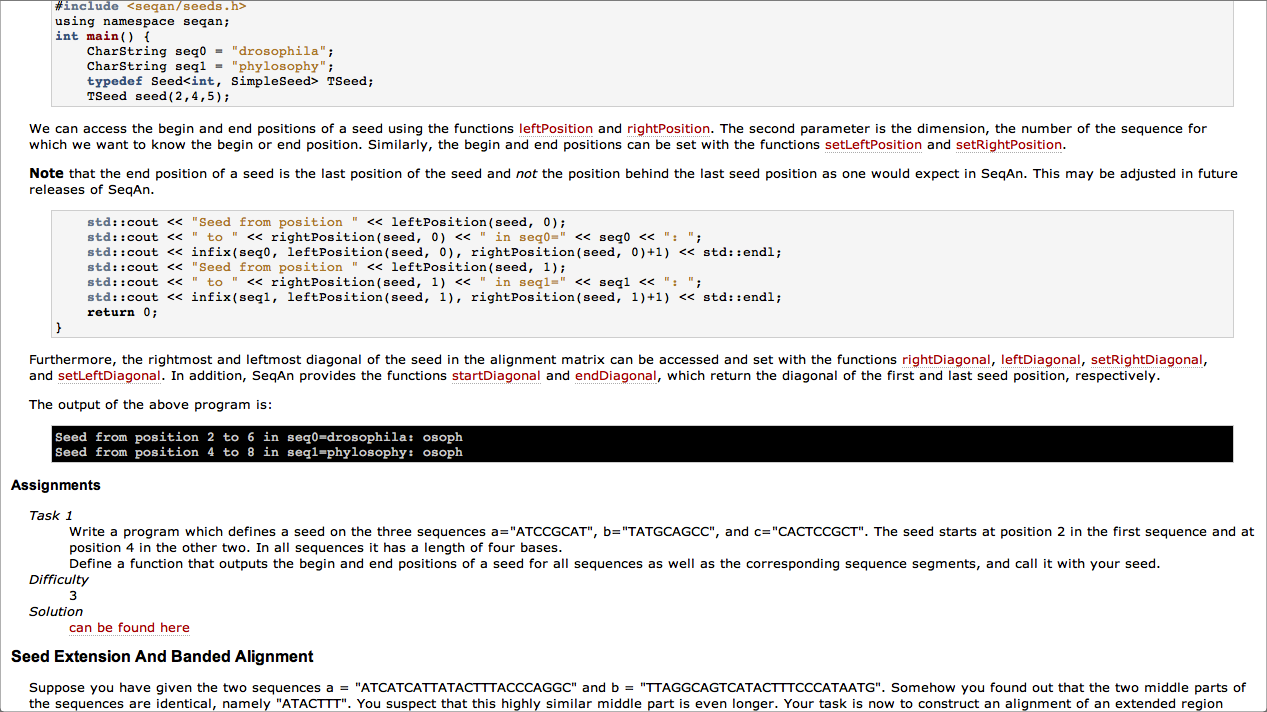 #include <seqan/seeds.h>
using namespace seqan;
int main() {
    CharString seq0 = "drosophila";
    CharString seq1 = "phylosophy";
    typedef Seed<int, SimpleSeed> TSeed;
    TSeed seed(2,4,5);
We can access the begin and end positions of a seed using the functions leftPosition and rightPosition. The second parameter is the dimension, the number of the sequence for
which we want to know the begin or end position. Similarly, the begin and end positions can be set with the functions setLeftPosition and setRightPosition.
Note that the end position of a seed is the last position of the seed and not the position behind the last seed position as one would expect in SeqAn. This may be adjusted in future
releases of SeqAn.
    std::cout << "Seed from position " << leftPosition(seed, 0);
    std::cout << " to " << rightPosition(seed, 0) << " in seq0=" << seq0 << ": ";
    std::cout << infix(seq0, leftPosition(seed, 0), rightPosition(seed, 0)+1) << std::endl;
    std::cout << "Seed from position " << leftPosition(seed, 1);
    std::cout << " to " << rightPosition(seed, 1) << " in seq1=" << seq1 << ": ";
    std::cout << infix(seq1, leftPosition(seed, 1), rightPosition(seed, 1)+1) << std::endl;
    return 0;
}
Furthermore, the rightmost and leftmost diagonal of the seed in the alignment matrix can be accessed and set with the functions rightDiagonal, leftDiagonal, setRightDiagonal,
and setLeftDiagonal. In addition, SeqAn provides the functions startDiagonal and endDiagonal, which return the diagonal of the first and last seed position, respectively.
The output of the above program is:
Seed from position 2 to 6 in seq0=drosophila: osoph
Seed from position 4 to 8 in seq1=phylosophy: osoph
Assignments
Task 1
Write a program which defines a seed on the three sequences a="ATCCGCAT", b="TATGCAGCC", and c="CACTCCGCT". The seed starts at position 2 in the first sequence and at
position 4 in the other two. In all sequences it has a length of four bases.
Define a function that outputs the begin and end positions of a seed for all sequences as well as the corresponding sequence segments, and call it with your seed.
Difficulty
3
Solution
can be found here
Seed Extension And Banded Alignment
Suppose you have given the two sequences a = "ATCATCATTATACTTTACCCAGGC" and b = "TTAGGCAGTCATACTTTCCCATAATG". Somehow you found out that the two middle parts of
the sequences are identical, namely "ATACTTT". You suspect that this highly similar middle part is even longer. Your task is now to construct an alignment of an extended region